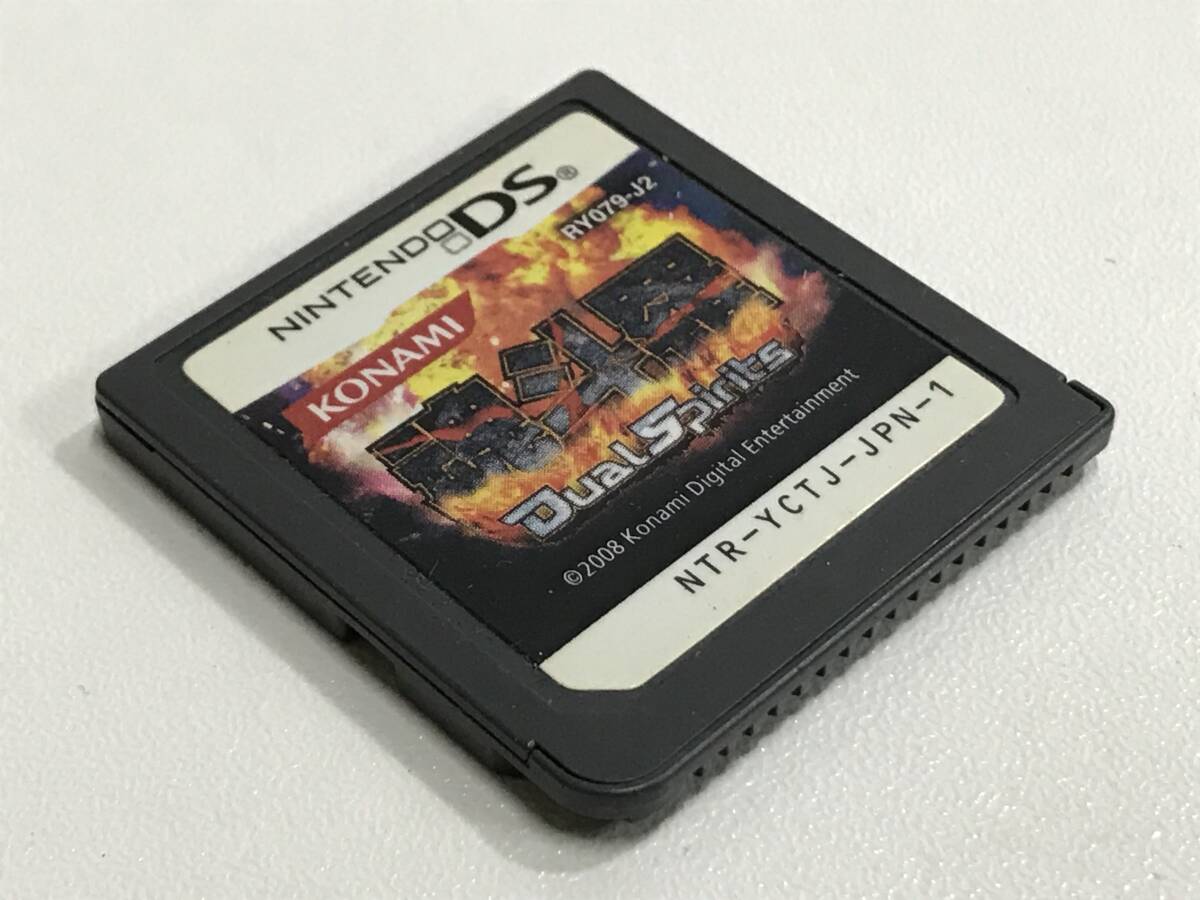 NINTENDO DS®
RY079-J2
KONAMI
Dual Spirits
©2008 Konami Digital Entertainment
NTR-YCTJ-JPN-1